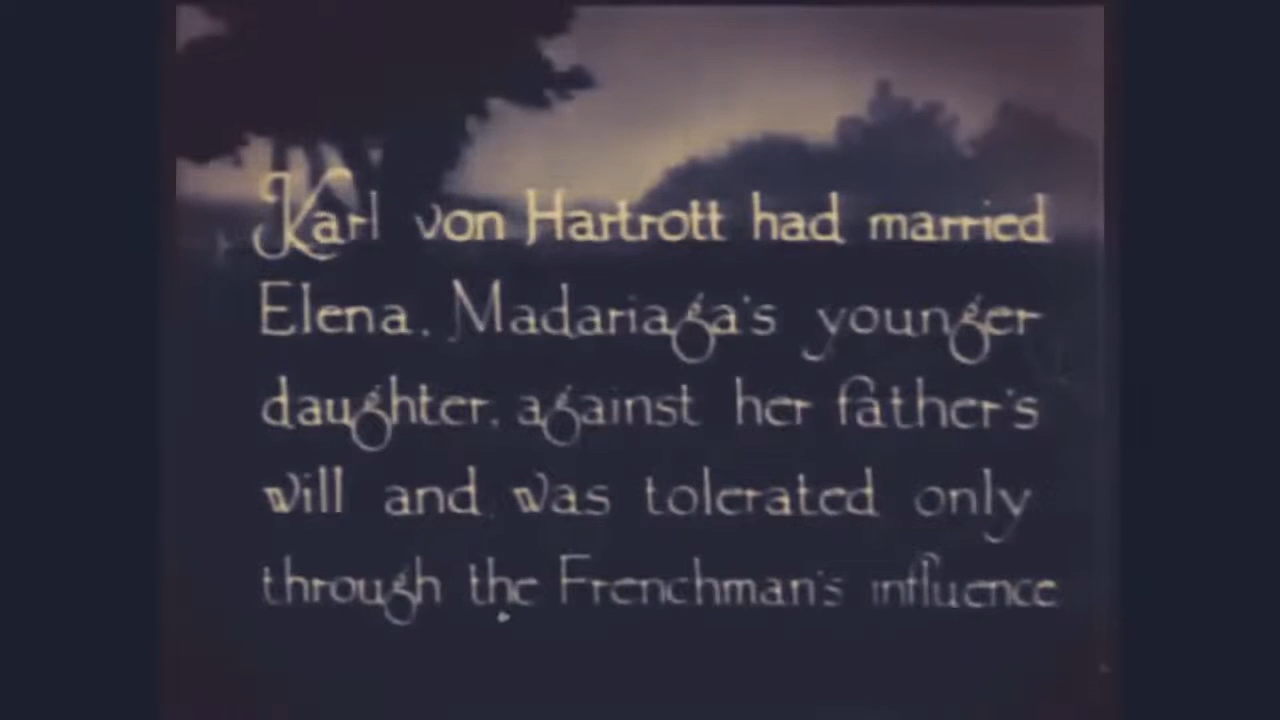 Karl von Hartrott had married
Elena, Madariaga's younger
daughter, against her father's
will and was tolerated only
through the Frenchman's influence